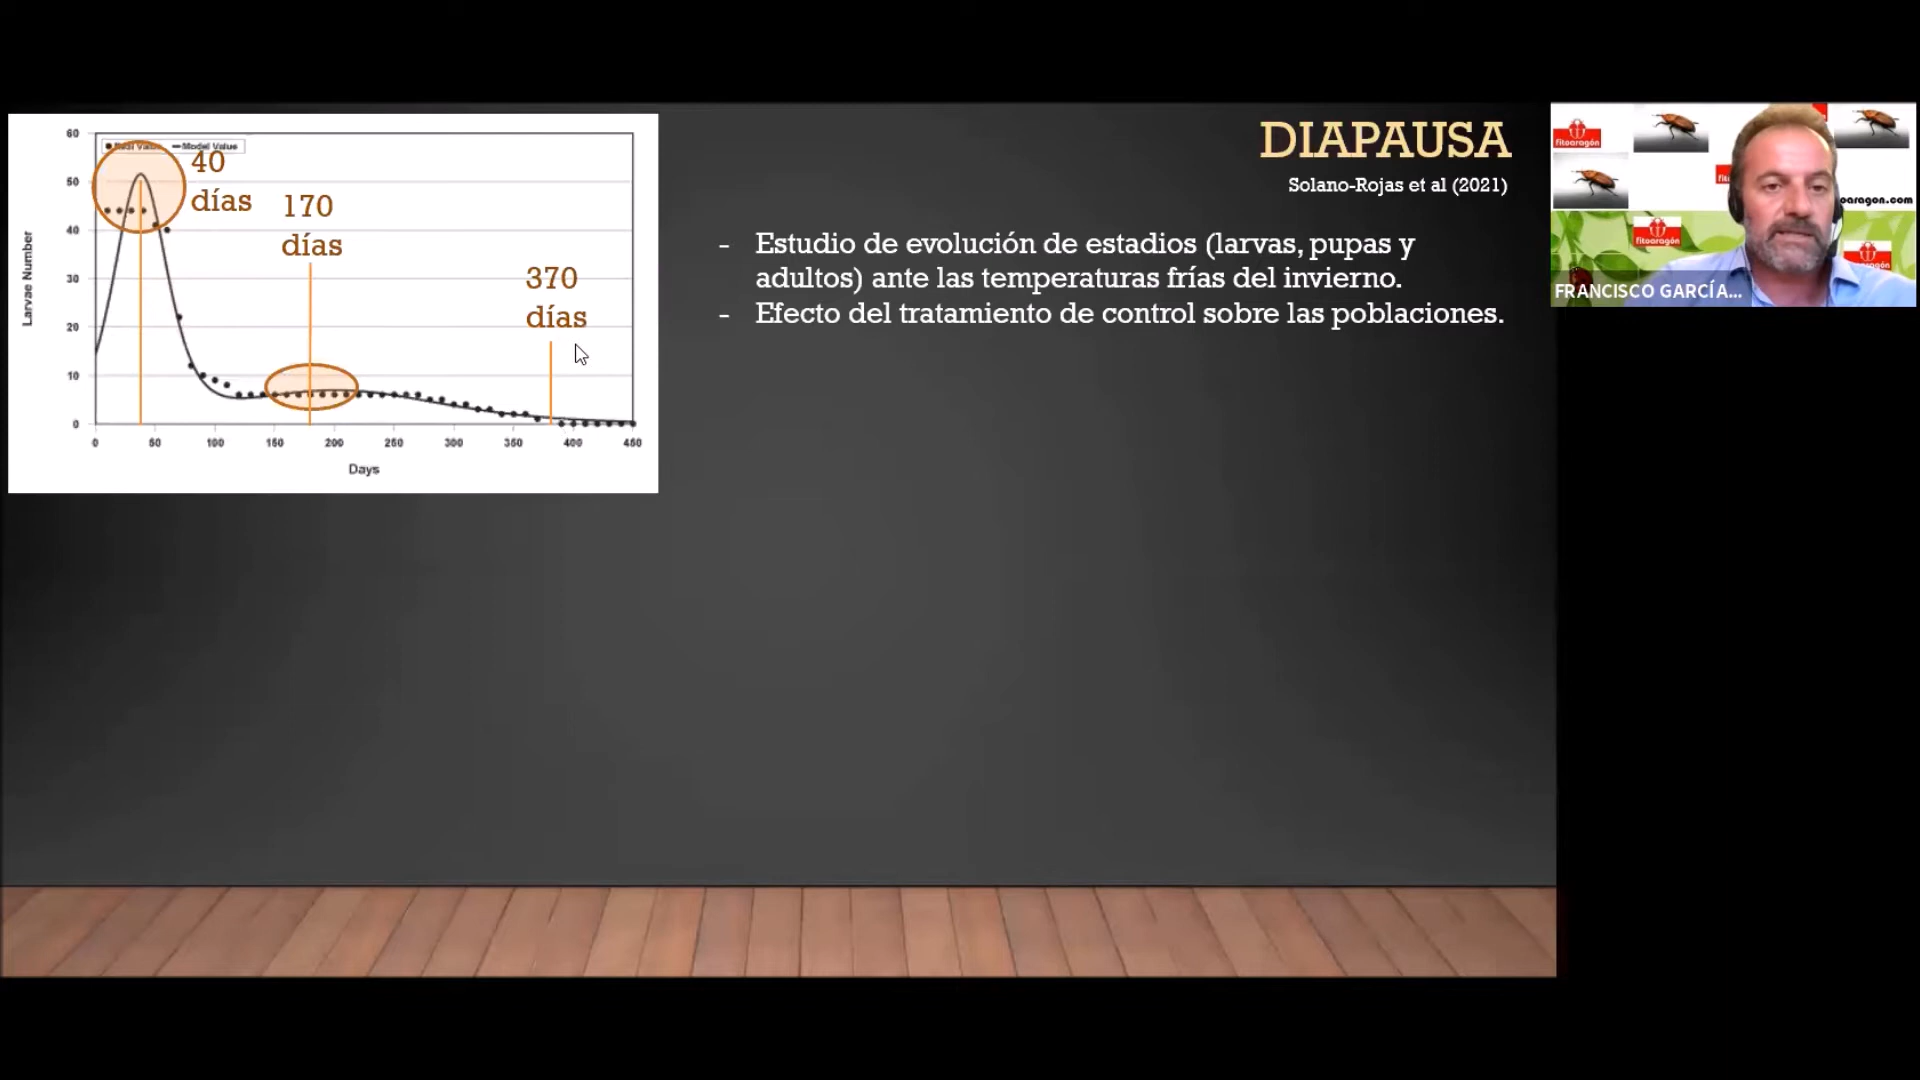 DIAPAUSA
Solano-Rojas et al (2021)
- Estudio de evolución de estadios (larvas, pupas y
adultos) ante las temperaturas frías del invierno.
- Efecto del tratamiento de control sobre las poblaciones.
Model Value
40
días
170
días
370
días
Larvae Number
60
50
40
30
20
10
0
0 50 100 150 200 250 300 350 400 450
Days
fitoaragón
oaragon.com
fitoaragón
fitoaragón
FRANCISCO GARCÍA...